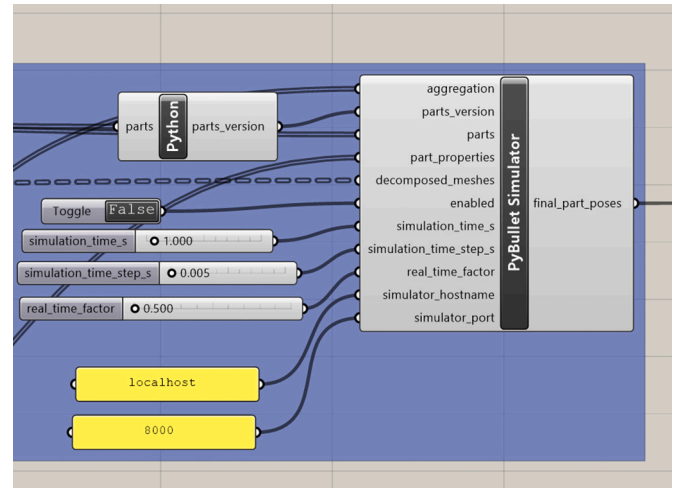 aggregation
parts
Python
parts_version
parts_version
parts
part_properties
decomposed_meshes
Toggle
False
enabled
PyBullet Simulator
final_part_poses
simulation_time_s
1.000
simulation_time_s
simulation_time_step_s
0.005
simulation_time_step_s
real_time_factor
real_time_factor
0.500
simulator_hostname
simulator_port
localhost
8000